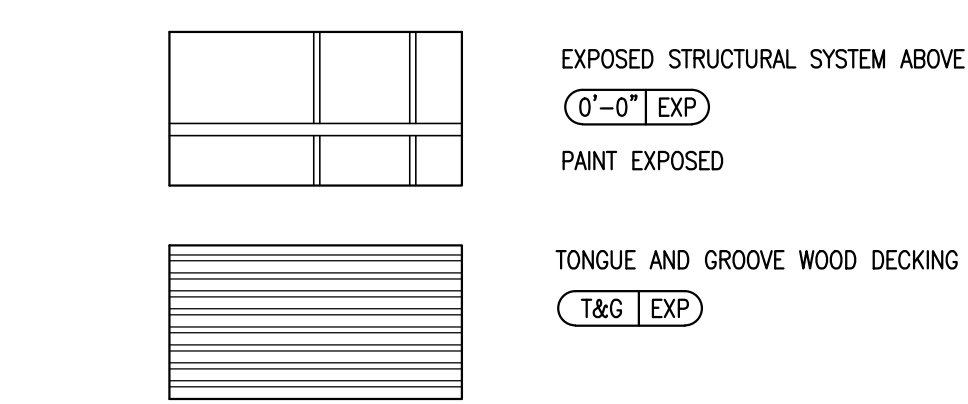 EXPOSED STRUCTURAL SYSTEM ABOVE
0'-0" EXP
PAINT EXPOSED
TONGUE AND GROOVE WOOD DECKING
T&G EXP